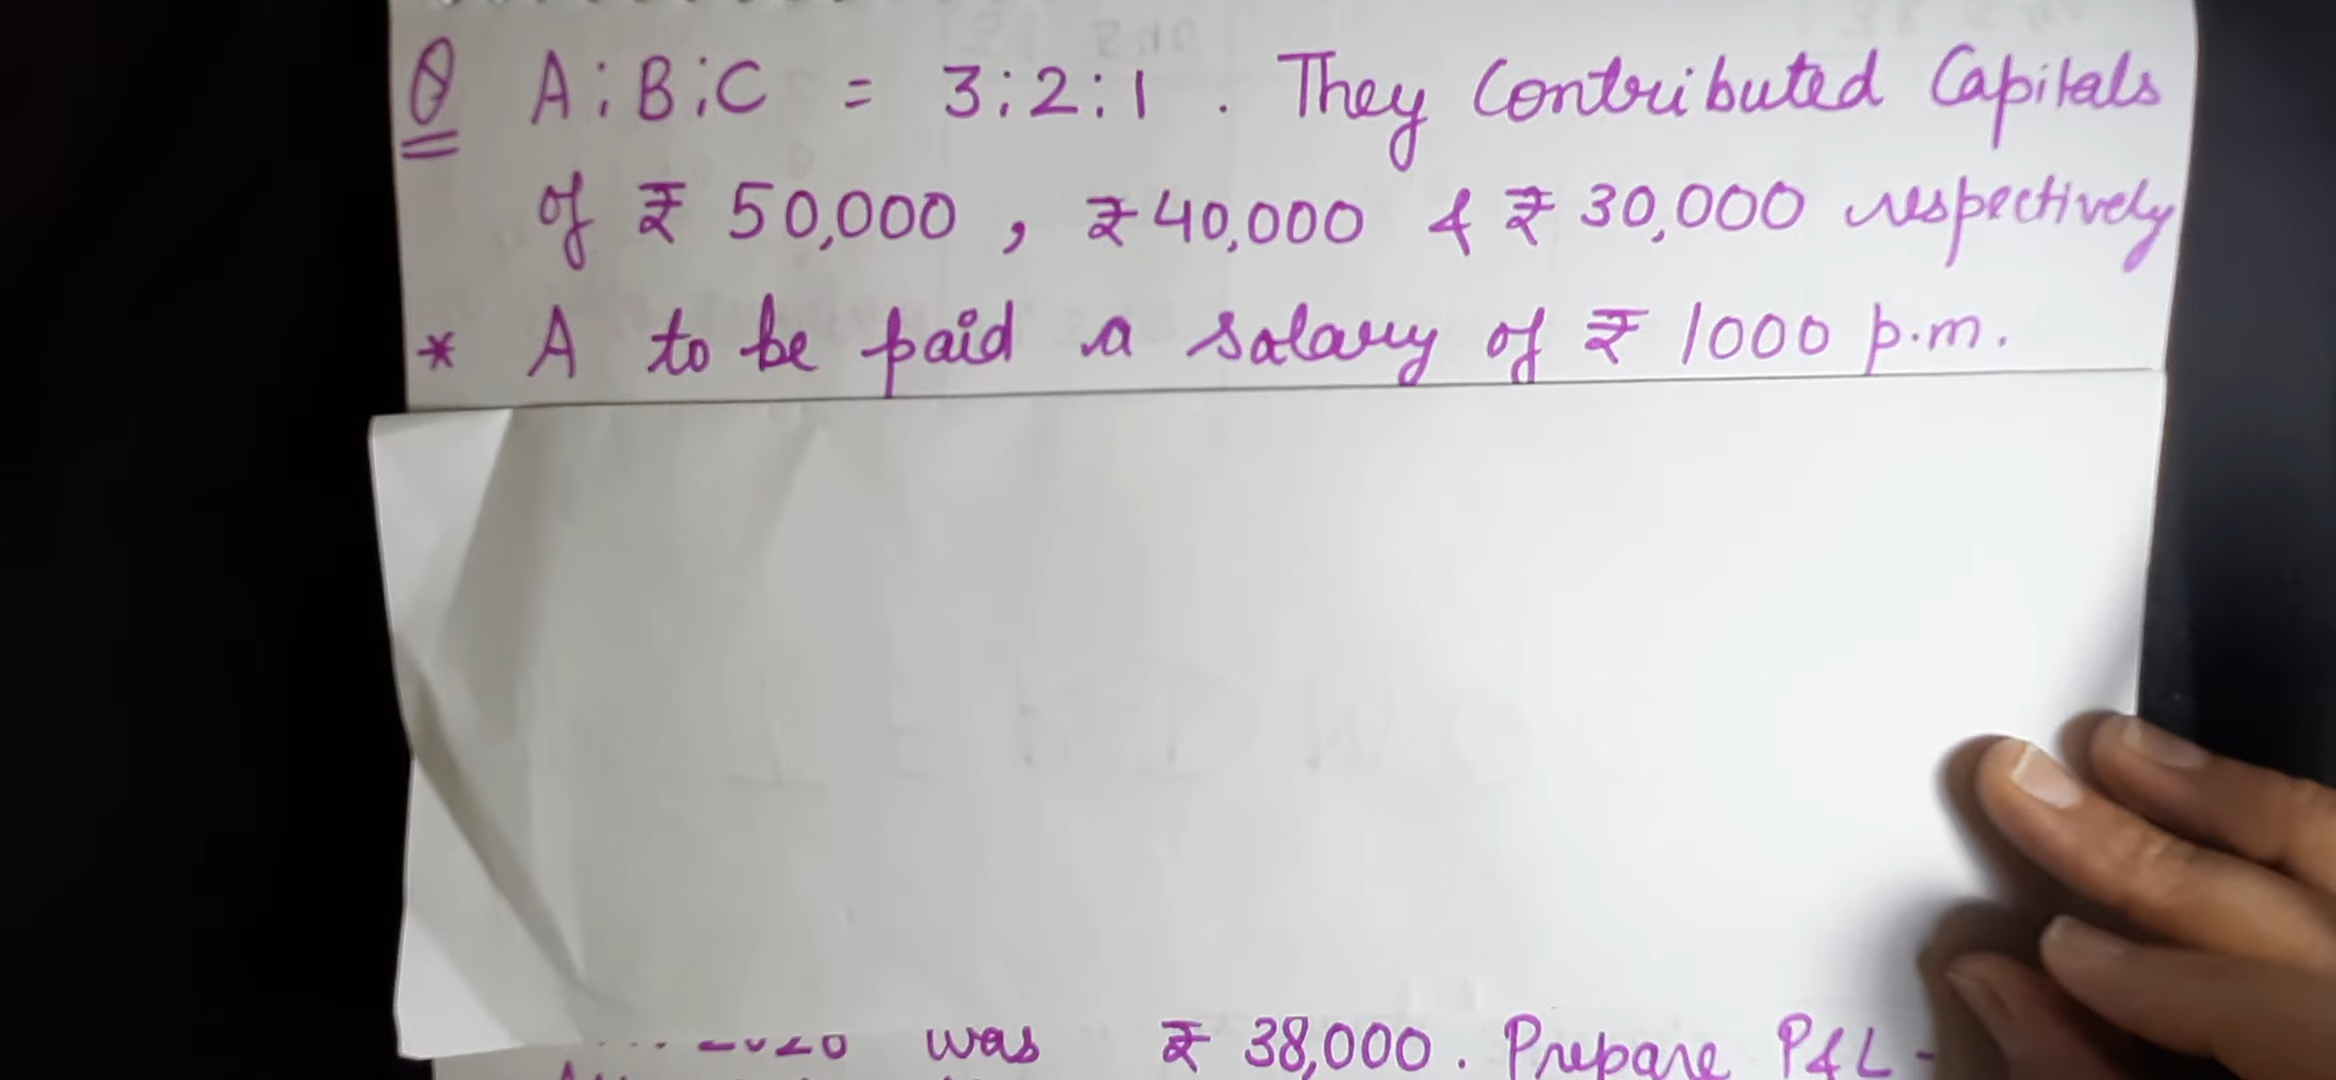 Q A:B:C = 3:2:1. They Contributed Capitals
of ₹ 50,000, ₹ 40,000 & ₹ 30,000 respectively
* A to be paid a salary of ₹ 1000 p.m.
was ₹ 38,000. Prepare P&L -